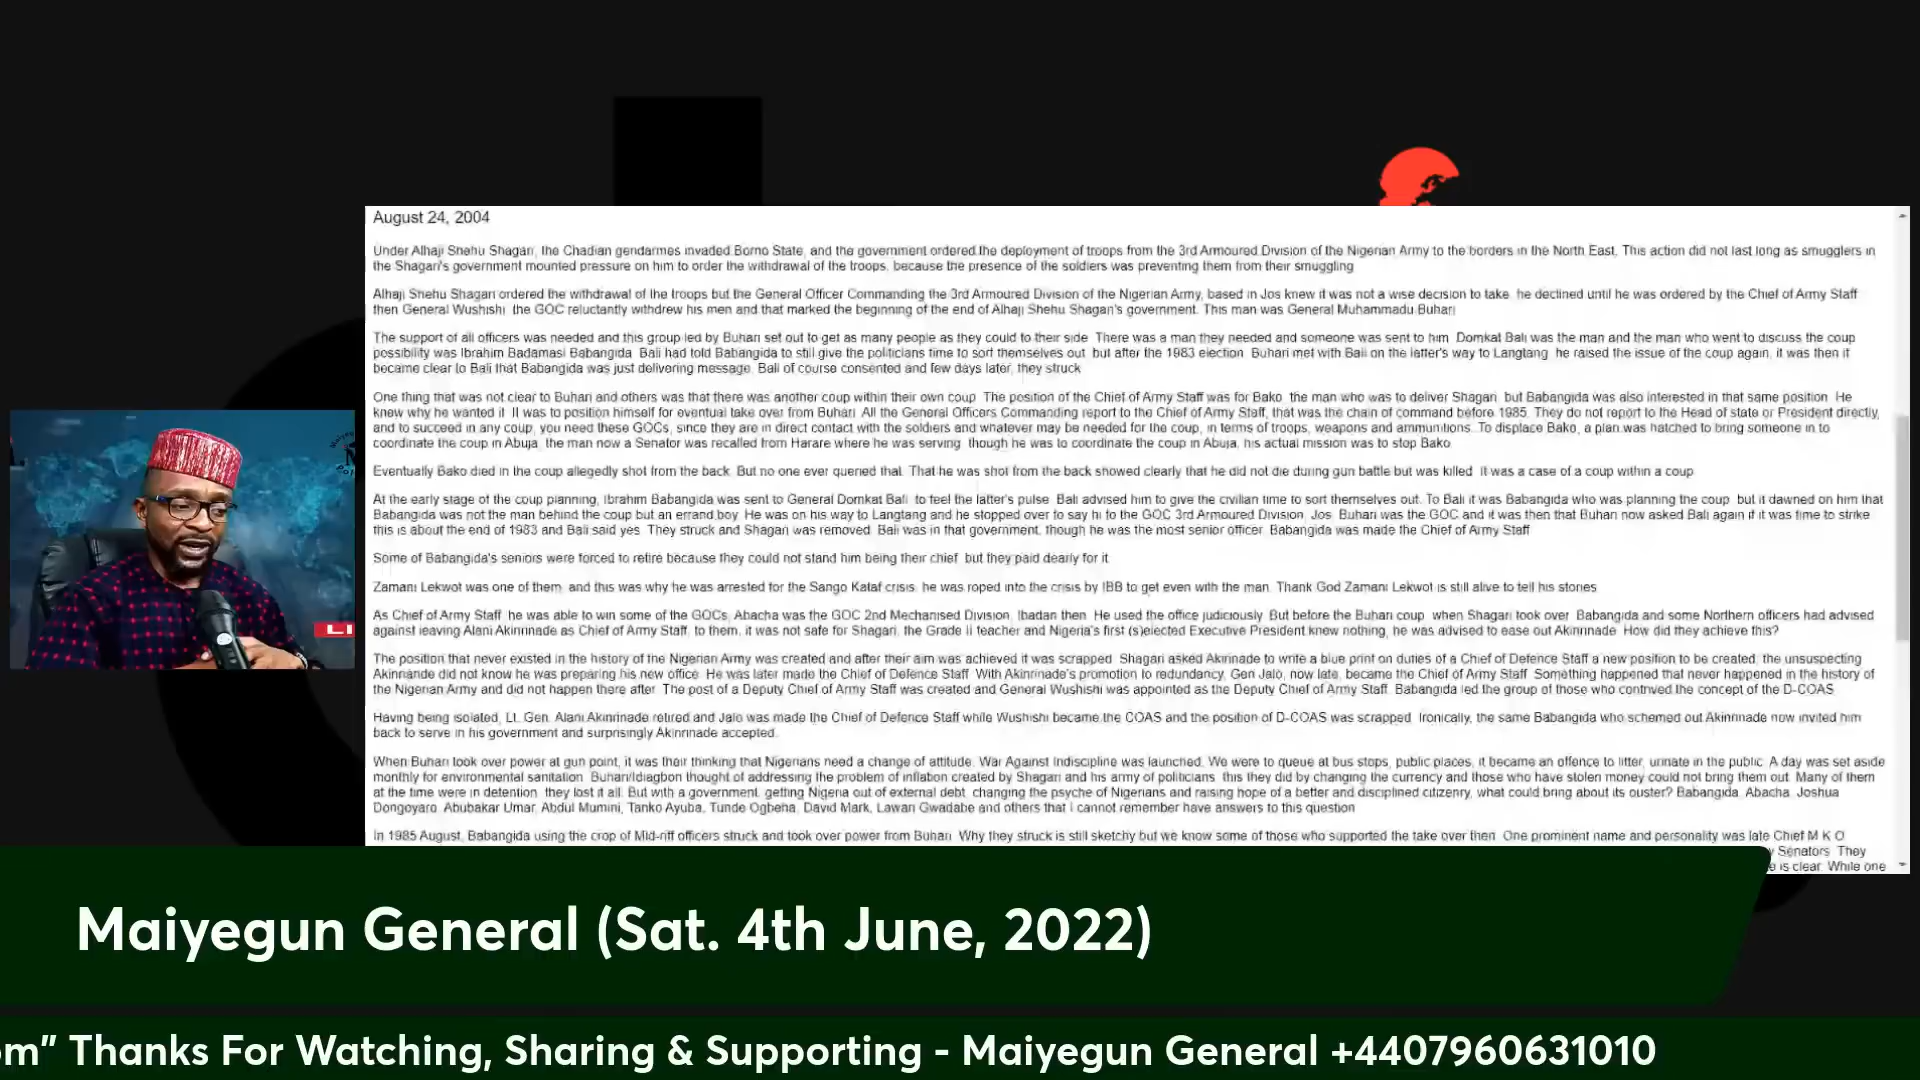 August 24, 2004
Under Alhaji Shehu Shagari, the Chadian gendarmes invaded Borno State, and the government ordered the deployment of troops from the 3rd Armoured Division of the Nigerian Army to the borders in the North East. This action did not last long as smugglers in
the Shagari's government mounted pressure on him to order the withdrawal of the troops, because the presence of the soldiers was preventing them from their smuggling
Alhaji Shehu Shagari ordered the withdrawal of the troops but the General Officer Commanding the 3rd Armoured Division of the Nigerian Army, based in Jos knew it was not a wise decision to take he declined until he was ordered by the Chief of Army Staff
then General Wushishi the GOC reluctantly withdrew his men and that marked the beginning of the end of Alhaji Shehu Shagari's government. This man was General Muhammadu Buhari
The support of all officers was needed and this group led by Buhari set out to get as many people as they could to their side There was a man they needed and someone was sent to him Domkat Bali was the man and the man who went to discuss the coup
possibility was Ibrahim Badamasi Babangida Bali had told Babangida to still give the politicians time to sort themselves out but after the 1983 election Buhari met with Bali on the latter's way to Langtang he raised the issue of the coup again, it was then it
became clear to Bali that Babangida was just delivering message. Bali of course consented and few days later, they struck
One thing that was not clear to Buhari and others was that there was another coup within their own coup The position of the Chief of Army Staff was for Bako, the man who was to deliver Shagari but Babangida was also interested in that same position He
knew why he wanted it It was to position himself for eventual take over from Buhari All the General Officers Commanding report to the Chief of Army Staff, that was the chain of command before 1985. They do not report to the Head of state or President directly,
and to succeed in any coup, you need these GOCs, since they are in direct contact with the soldiers and whatever may be needed for the coup, in terms of troops, weapons and ammunitions. To displace Bako, a plan was hatched to bring someone in to
coordinate the coup in Abuja, the man now a Senator was recalled from Harare where he was serving though he was to coordinate the coup in Abuja, his actual mission was to stop Bako
Eventually Bako died in the coup allegedly shot from the back But no one ever queried that That he was shot from the back showed clearly that he did not die during gun battle but was killed It was a case of a coup within a coup
At the early stage of the coup planning, Ibrahim Babangida was sent to General Domkat Bali to feel the latter's pulse Bali advised him to give the civilian time to sort themselves out. To Bali it was Babangida who was planning the coup but it dawned on him that
Babangida was not the man behind the coup but an errand boy He was on his way to Langtang and he stopped over to say hi to the GOC 3rd Armoured Division, Jos Buhari was the GOC and it was then that Buhari now asked Bali again if it was time to strike
this is about the end of 1983 and Bali said yes They struck and Shagari was removed Bali was in that government, though he was the most senior officer Babangida was made the Chief of Army Staff
Some of Babangida's seniors were forced to retire because they could not stand him being their chief but they paid dearly for it
Zamani Lekwot was one of them and this was why he was arrested for the Sango Kataf crisis he was roped into the crisis by IBB to get even with the man Thank God Zamani Lekwot is still alive to tell his stories
As Chief of Army Staff he was able to win some of the GOCs, Abacha was the GOC 2nd Mechanised Division, Ibadan then He used the office judiciously But before the Buhari coup when Shagari took over Babangida and some Northern officers had advised
against leaving Alani Akinrinade as Chief of Army Staff to them, it was not safe for Shagari, the Grade II teacher and Nigeria's first (s)elected Executive President knew nothing, he was advised to ease out Akinrinade How did they achieve this?
The position that never existed in the history of the Nigerian Army was created and after their aim was achieved it was scrapped Shagari asked Akinrinade to write a blue print on duties of a Chief of Defence Staff a new position to be created, the unsuspecting
Akinriande did not know he was preparing his new office He was later made the Chief of Defence Staff With Akinrinade's promotion to redundancy, Gen Jalo, now late, became the Chief of Army Staff Something happened that never happened in the history of
the Nigerian Army and did not happen there after The post of a Deputy Chief of Army Staff was created and General Wushishi was appointed as the Deputy Chief of Army Staff Babangida led the group of those who contrived the concept of the D-COAS
Having being isolated, Lt. Gen. Alani Akinrinade retired and Jalo was made the Chief of Defence Staff while Wushishi became the COAS and the position of D-COAS was scrapped Ironically, the same Babangida who schemed out Akinrinade now invited him
back to serve in his government and surprisingly Akinrinade accepted.
When Buhari took over power at gun point, it was their thinking that Nigerians need a change of attitude War Against Indiscipline was launched. We were to queue at bus stops, public places, it became an offence to litter, urinate in the public A day was set aside
monthly for environmental sanitation Buhari/Idiagbon thought of addressing the problem of inflation created by Shagari and his army of politicians this they did by changing the currency and those who have stolen money could not bring them out Many of them
at the time were in detention they lost it all. But with a government, getting Nigeria out of external debt, changing the psyche of Nigerians and raising hope of a better and disciplined citizenry, what could bring about its ouster? Babangida, Abacha, Joshua
Dongoyaro, Abubakar Umar, Abdul Mumini, Tanko Ayuba, Tunde Ogbeha, David Mark, Lawan Gwadabe and others that I cannot remember have answers to this question
In 1985 August, Babangida using the crop of Mid-riff officers struck and took over power from Buhari Why they struck is still sketchy but we know some of those who supported the take over then One prominent name and personality was late Chief M K O
Senators They
is clear. While one
LI
Maiyegun General (Sat. 4th June, 2022)
om” Thanks For Watching, Sharing & Supporting - Maiyegun General +4407960631010